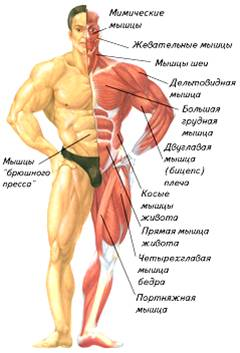 Мимические
мышцы
Жевательные мышцы
Мышцы шеи
Дельтовидная
мышца
Большая
грудная
мышца
Двуглавая
мышца
(бицепс)
плеча
Мышцы
"брюшного
пресса"
Косые
мышцы
живота
Прямая мышца
живота
Четырехглавая
мышца
бедра
Портняжная
мышца